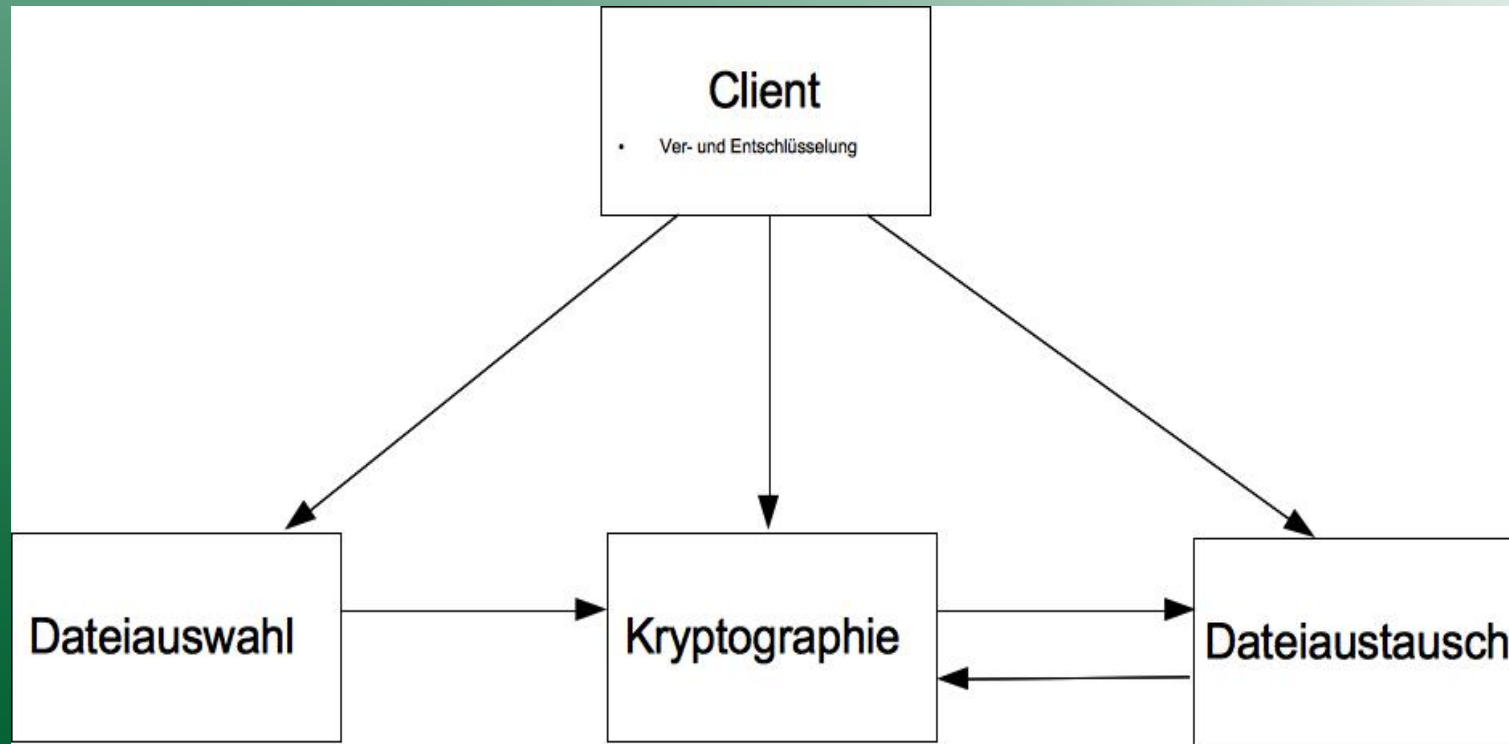 Client
• Ver- und Entschlüsselung
Dateiauswahl
Kryptographie
Dateiaustausch